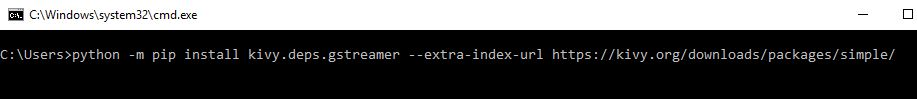 C:\Windows\system32\cmd.exe
C:\Users>python -m pip install kivy.deps.gstreamer --extra-index-url https://kivy.org/downloads/packages/simple/